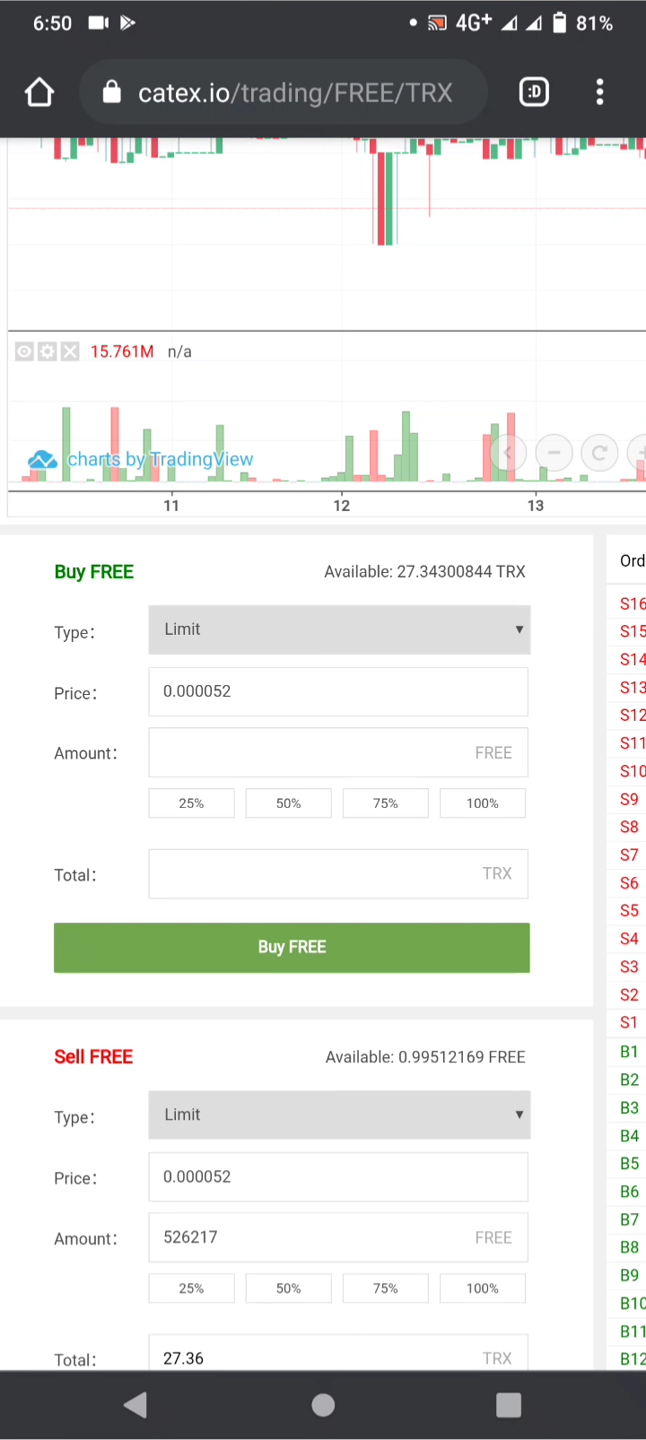 6:50 4G+ 81%
catex.io/trading/FREE/TRX :D
15.761M n/a
charts by TradingView
11 12 13
Buy FREE Available: 27.34300844 TRX
Type: Limit
Price: 0.000052
Amount: FREE
25% 50% 75% 100%
Total: TRX
Buy FREE
Sell FREE Available: 0.99512169 FREE
Type: Limit
Price: 0.000052
Amount: 526217 FREE
25% 50% 75% 100%
Total: 27.36 TRX
Ord
S16
S15
S14
S13
S12
S11
S10
S9
S8
S7
S6
S5
S4
S3
S2
S1
B1
B2
B3
B4
B5
B6
B7
B8
B9
B10
B11
B12